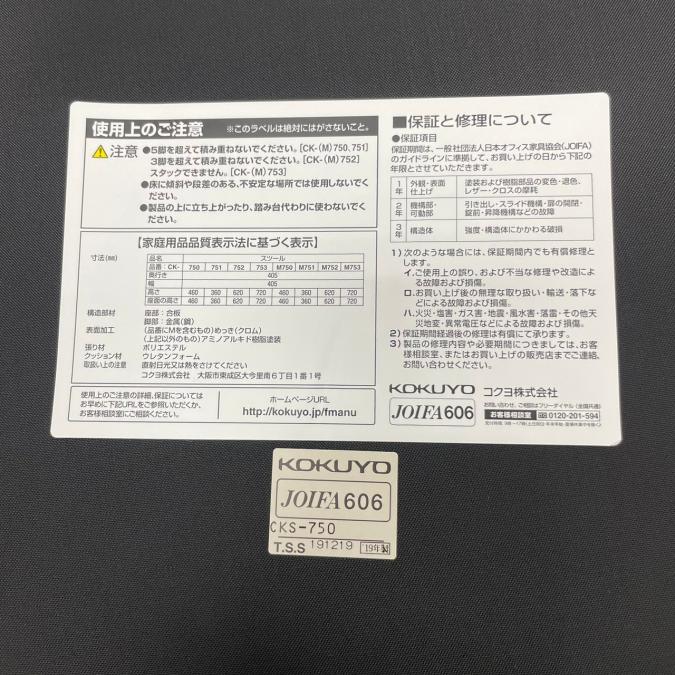 使用上のご注意 ※このラベルは絶対にはがさないこと。
注意 ●5脚を超えて積み重ねないでください。[CK-(M)750,751]
3脚を超えて積み重ねないでください。[CK-(M)752]
スタックできません。[CK-(M)753]
●床に傾斜や段差のある、不安定な場所では使用しないでください。
ださい。
●製品の上に立ち上がったり、踏み台代わりに使わないでください。
ください。
【家庭用品品質表示法に基づく表示】
寸法(㎜) 品名 スツール
品番:CK- 750 751 752 753 M750 M751 M752 M753
奥行き 405
幅 405
高さ 460 360 620 720 460 360 620 720
座面の高さ 460 360 620 720 460 360 620 720
構造部材 座部:合板
脚部:金属(鋼)
表面加工 (品番にMを含むもの)めっき(クロム)
(上記以外のもの)アミノアルキド樹脂塗装
張り材 ポリエステル
クッション材 ウレタンフォーム
取扱い上の注意 直射日光又は熱をさけてください。
コクヨ株式会社 大阪市東成区大今里南6丁目1番1号
使用上のご注意の詳細、保証については
お早めに下記URLをご参照いただくか、
お客様相談室にご相談ください。
ホームページURL
http://kokuyo.jp/fmanu
■保証と修理について
●保証項目
保証期間は、一般社団法人日本オフィス家具協会(JOIFA)
のガイドラインに準拠して、お買い上げの日から下記の
年限とさせていただきます。
1年 外観・表面仕上げ 塗装および樹脂部品の変色・退色、レザー・クロスの摩耗
2年 機構部・可動部 引き出し・スライド機構・扉の開閉、錠前・昇降機構などの故障
3年 構造体 強度・構造体にかかわる破損
1)次のような場合には、保証期間内でも有償修理とします。
イ.ご使用上の誤り、および不当な修理や改造による故障および損傷。
ロ.お買い上げ後の無理な取り扱い・輸送・落下などによる故障および損傷。
ハ.火災・塩害・ガス害・地震・風水害・落雷・その他天災地変・異常電圧などによる故障および損傷。
2)保証期間経過後の修理は有償にて承ります。
3)製品の修理内容や必要期間につきましては、お客様相談室、またはお買い上げの販売店までご連絡、お問い合わせください。
KOKUYO コクヨ株式会社
JOIFA606
お問い合わせ、ご相談はフリーダイヤル(全国共通)
お客様相談室 0120-201-594
KOKUYO
JOIFA606
CKS-750
T.S.S 191219 19年製